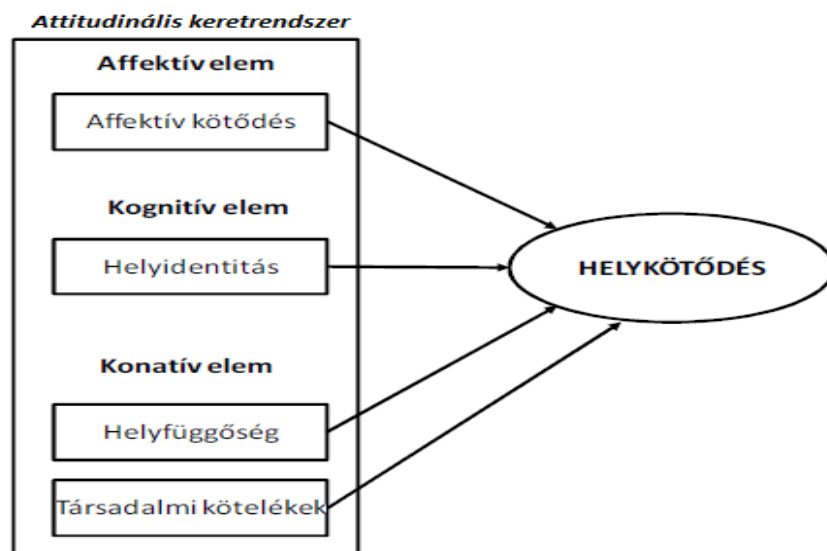 Attitudinális keretrendszer
Affektív elem
Affektív kötődés
Kognitív elem
Helyidentitás
HELYKÖTŐDÉS
Konatív elem
Helyfüggőség
Társadalmi kötelékek